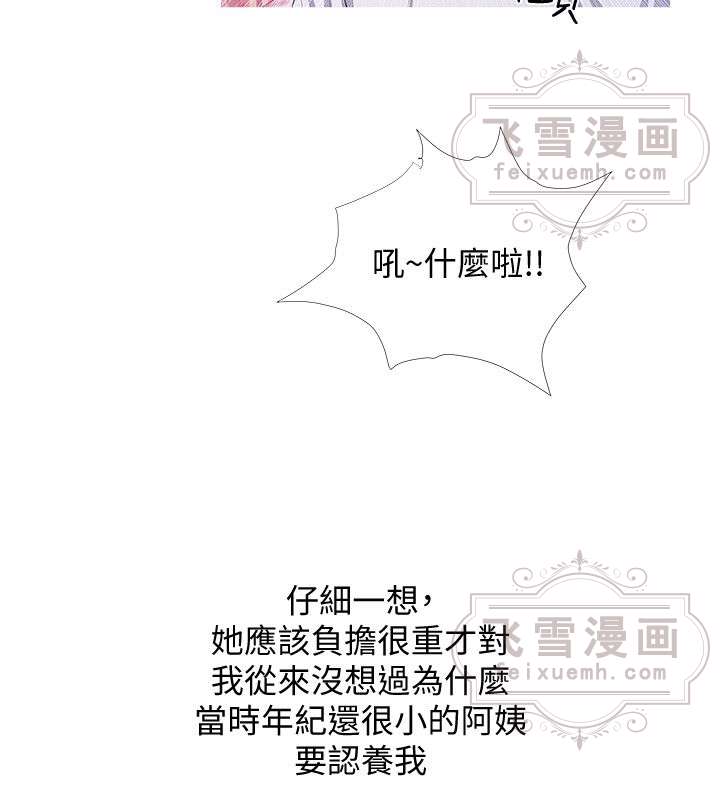 飞雪漫画
feixuemh.com
吼~什麼啦!!
仔細一想，
她應該負擔很重才對
我從來沒想過為什麼
當時年紀還很小的阿姨
要認養我
飞雪漫画
feixuemh.com